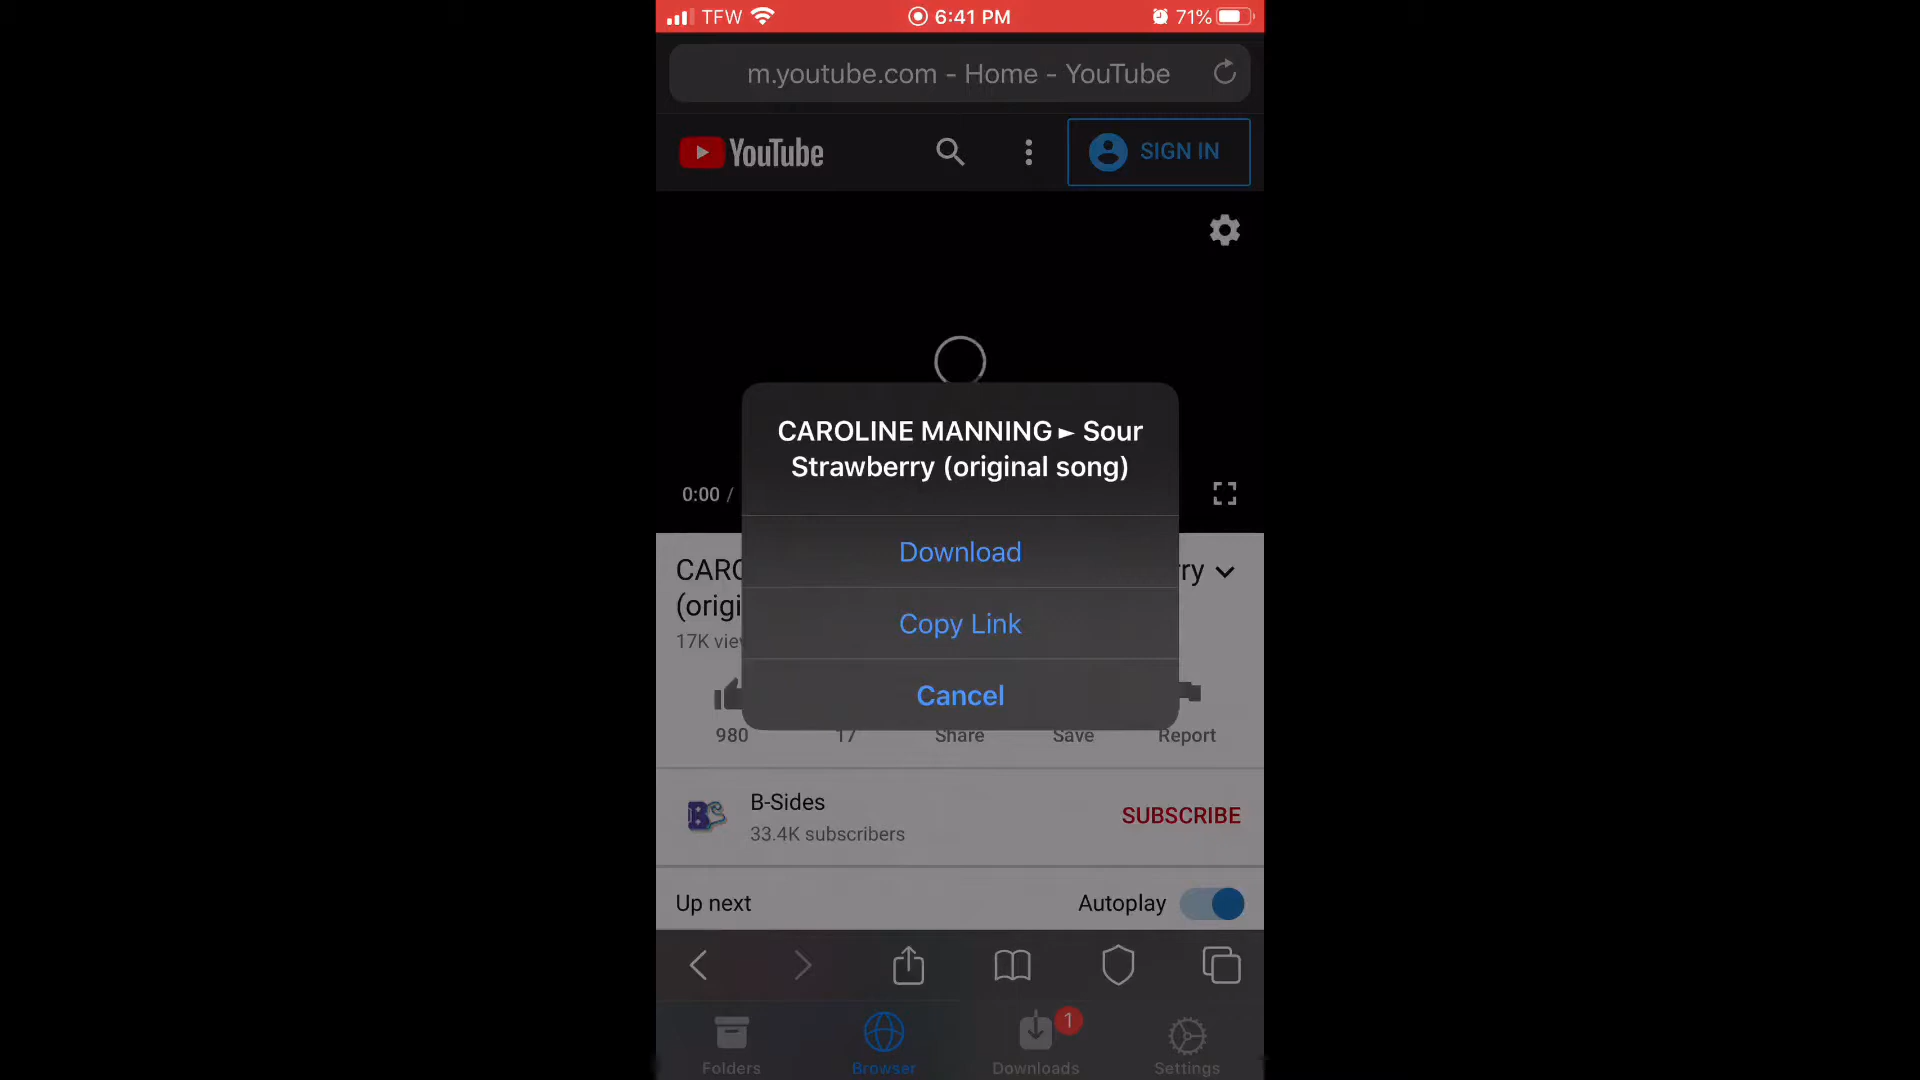 TFW 6:41 PM 71%
m.youtube.com - Home - YouTube
YouTube SIGN IN
CAROLINE MANNING ► Sour
Strawberry (original song)
0:00 /
Download
CARO ry
Copy Link
(origi
17K view
Cancel
980 17 Share Save Report
B-Sides
33.4K subscribers
SUBSCRIBE
Up next Autoplay
1
Folders Browser Downloads Settings